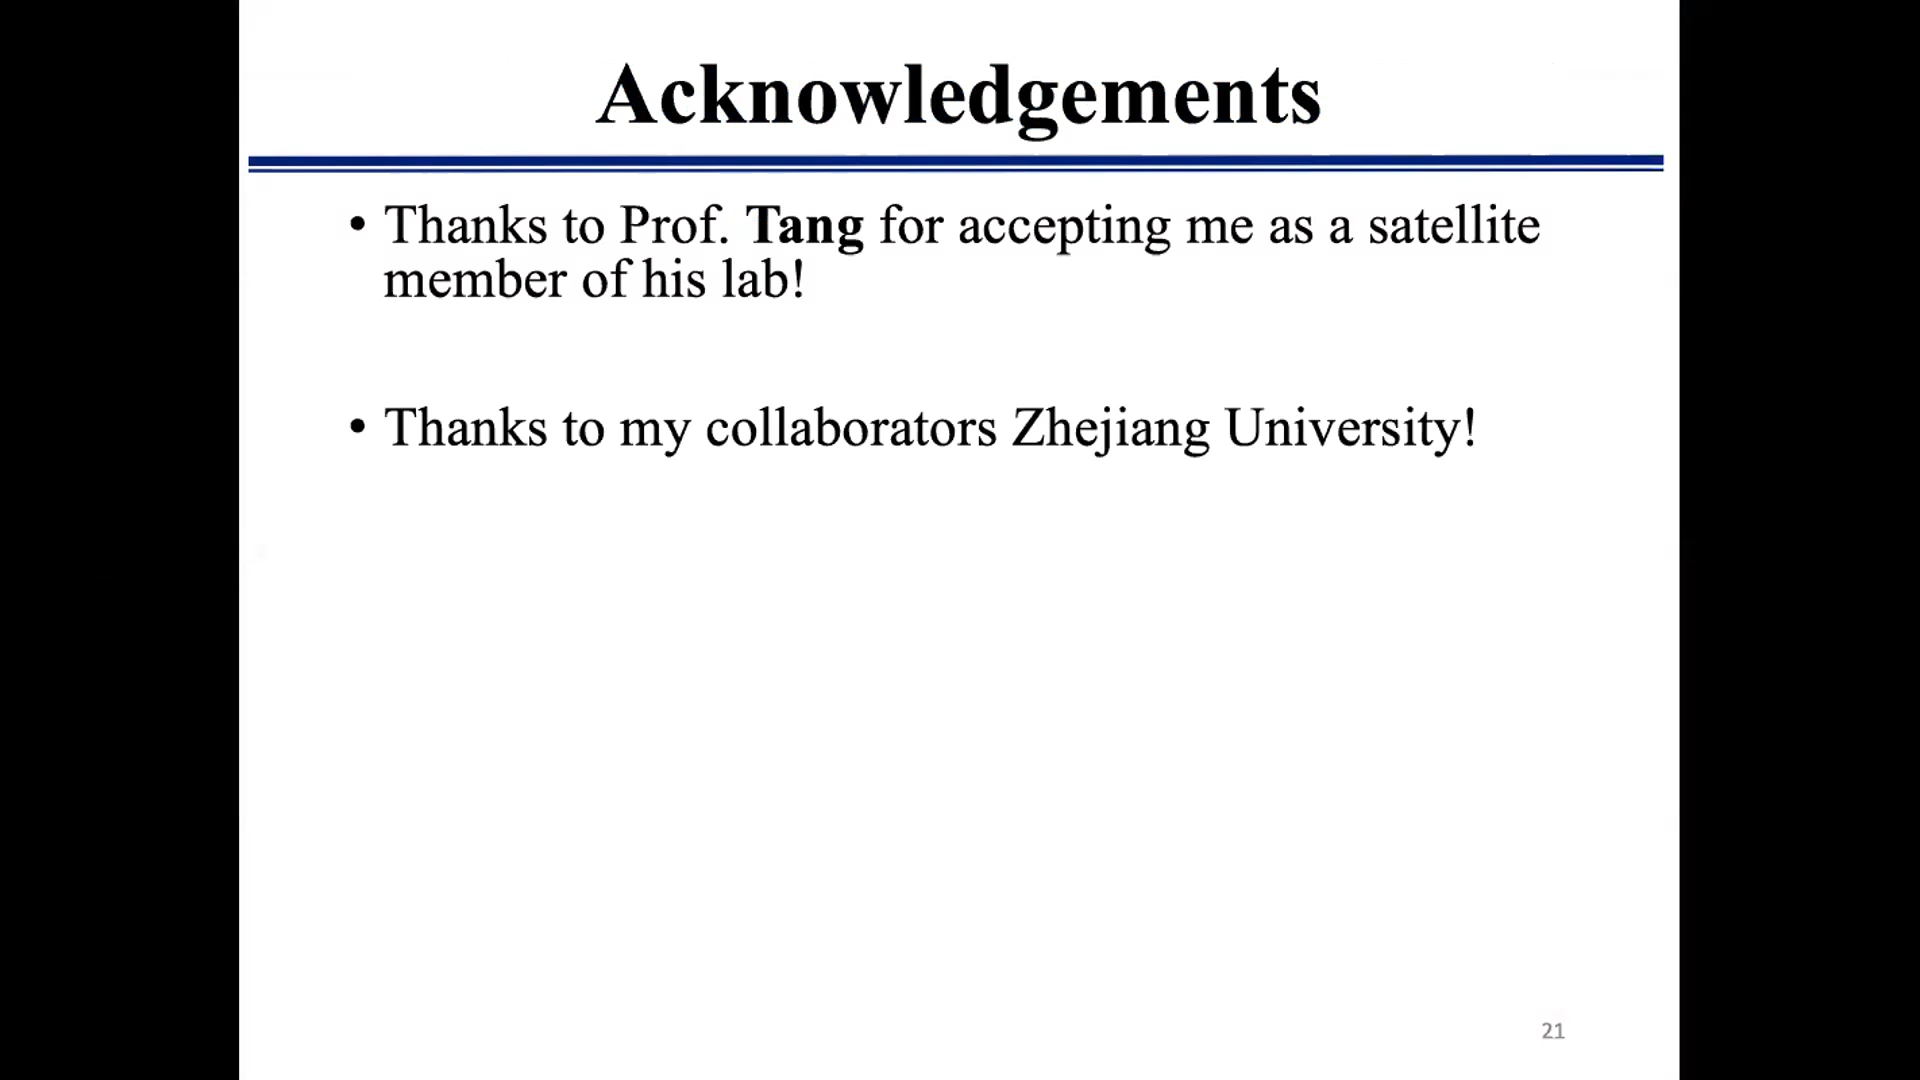 Acknowledgements
• Thanks to Prof. Tang for accepting me as a satellite
member of his lab!
• Thanks to my collaborators Zhejiang University!
21